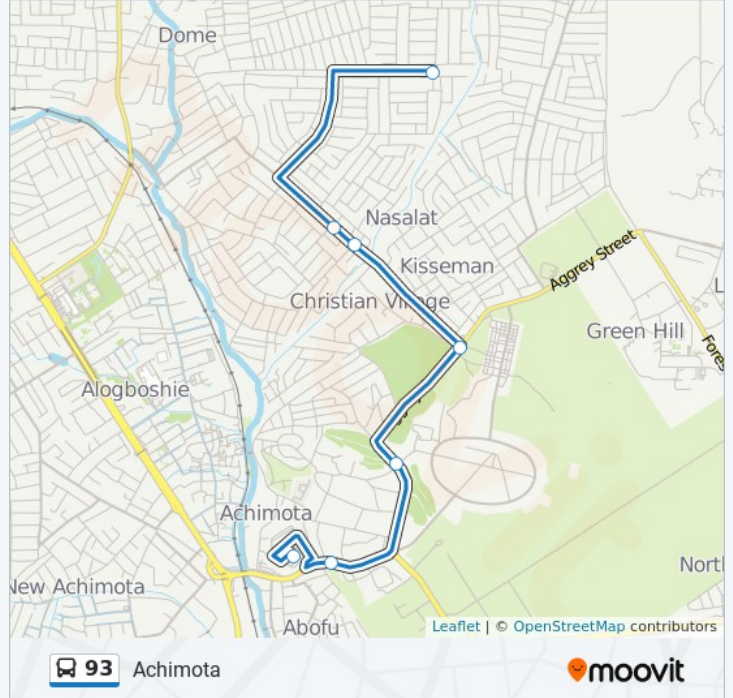 Dome
Nasalat
Kisseman
Aggrey Street
Christian Village
Green Hill
Alogboshie
Achimota
New Achimota
Abofu
Leaflet | © OpenStreetMap contributors
93 Achimota
moovit